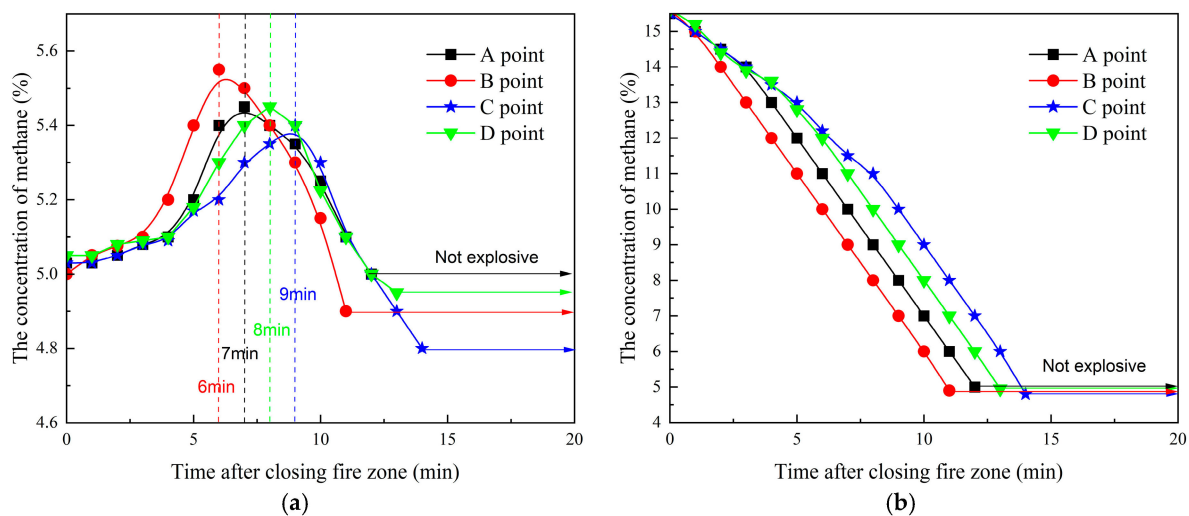 The concentration of methane (%)
5.6
5.4
5.2
5.0
4.8
4.6
A point
B point
C point
D point
Not explosive
9min
8min
7min
6min
0
5
10
15
20
Time after closing fire zone (min)
(a)
The concentration of methane (%)
15
14
13
12
11
10
9
8
7
6
5
4
A point
B point
C point
D point
Not explosive
0
5
10
15
20
Time after closing fire zone (min)
(b)